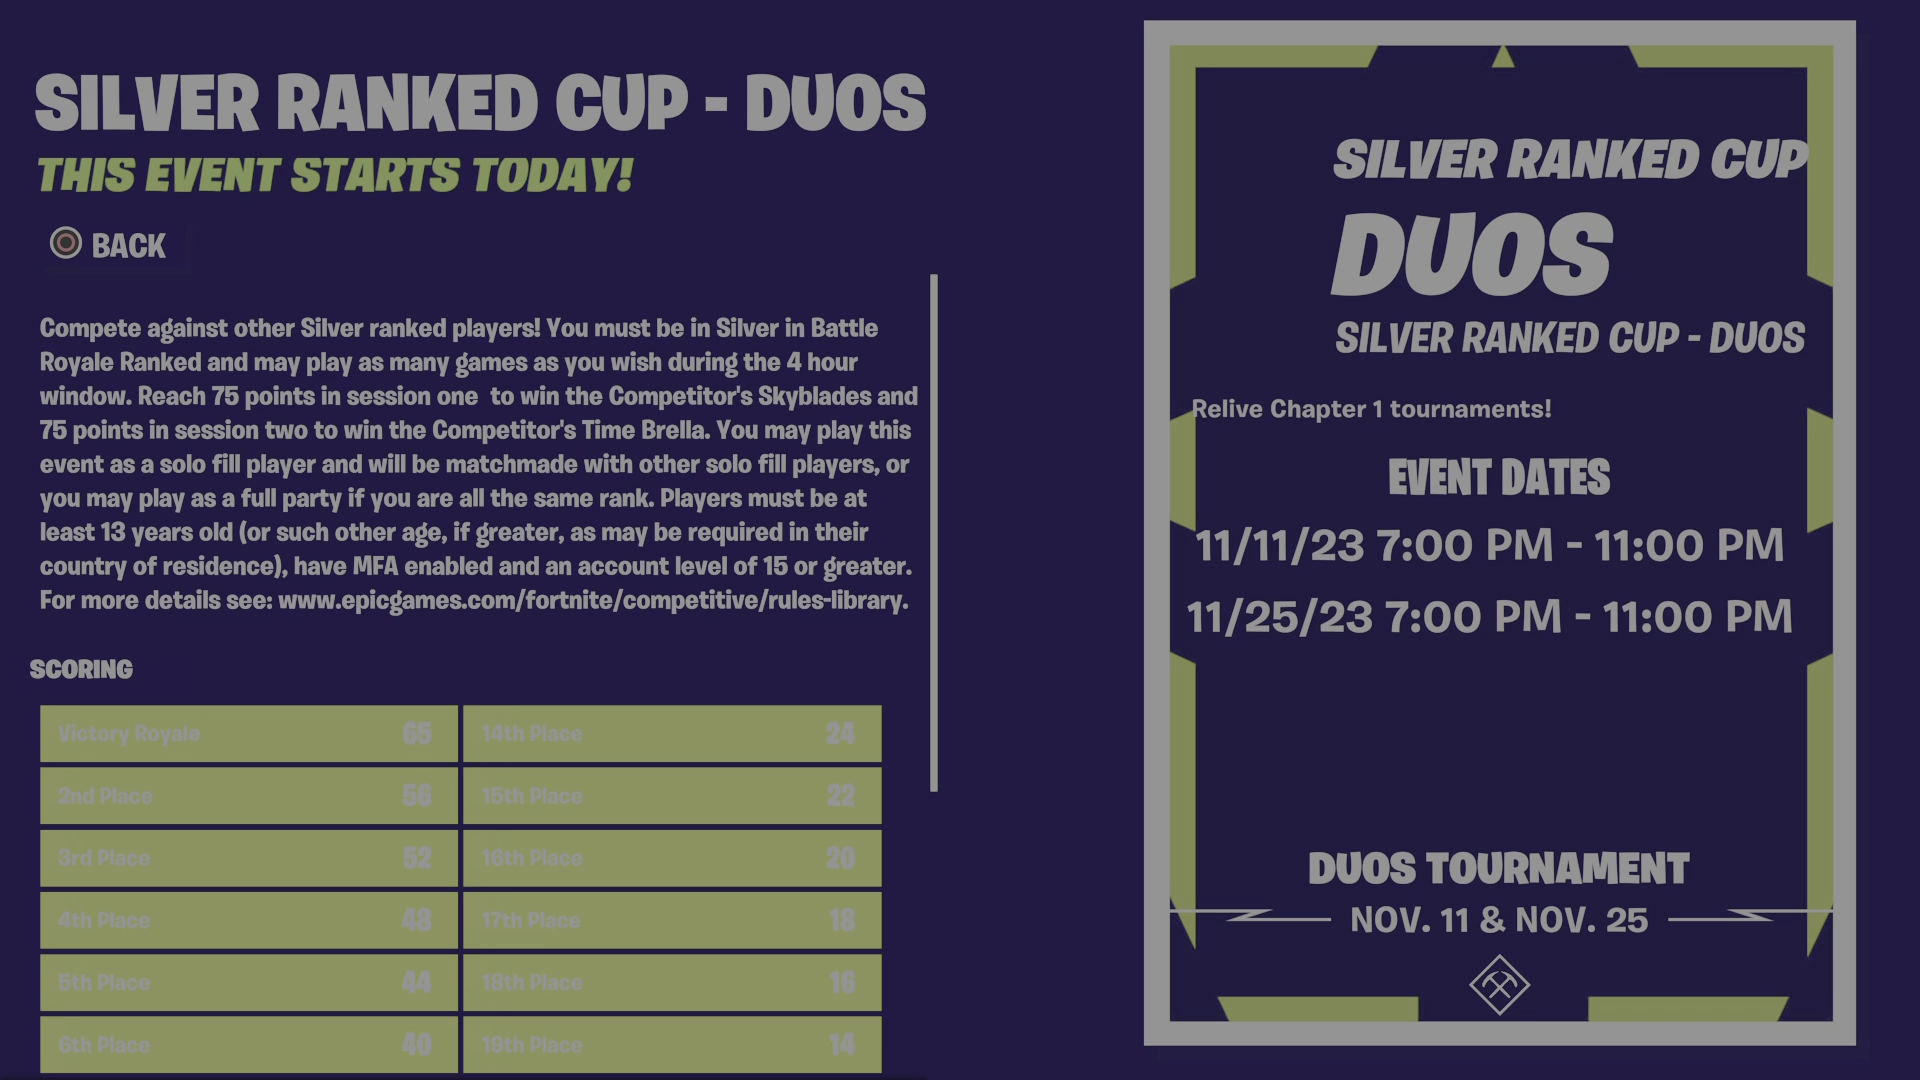 SILVER RANKED CUP - DUOS
THIS EVENT STARTS TODAY!
BACK
Compete against other Silver ranked players! You must be in Silver in Battle
Royale Ranked and may play as many games as you wish during the 4 hour
window. Reach 75 points in session one  to win the Competitor's Skyblades and
75 points in session two to win the Competitor's Time Brella. You may play this
event as a solo fill player and will be matchmade with other solo fill players, or
you may play as a full party if you are all the same rank. Players must be at
least 13 years old (or such other age, if greater, as may be required in their
country of residence), have MFA enabled and an account level of 15 or greater.
For more details see: www.epicgames.com/fortnite/competitive/rules-library.
SCORING
Victory Royale 65
2nd Place 56
3rd Place 52
4th Place 48
5th Place 44
6th Place 40
14th Place 24
15th Place 22
16th Place 20
17th Place 18
18th Place 16
19th Place 14
SILVER RANKED CUP
DUOS
SILVER RANKED CUP - DUOS
Relive Chapter 1 tournaments!
EVENT DATES
11/11/23 7:00 PM - 11:00 PM
11/25/23 7:00 PM - 11:00 PM
DUOS TOURNAMENT
NOV. 11 & NOV. 25